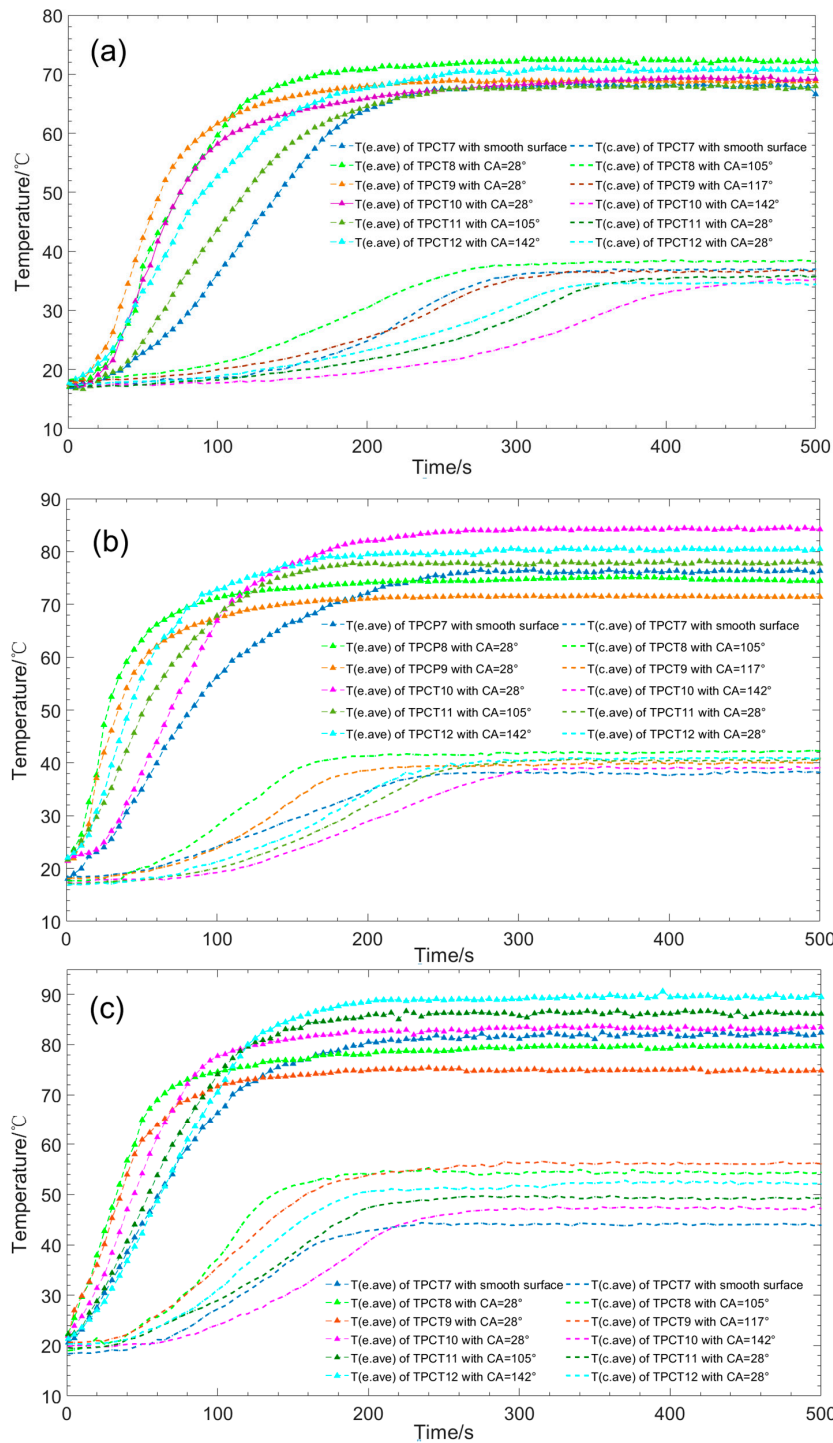 (a)
Temperature/℃
80
70
60
50
40
30
20
10
T(e.ave) of TPCT7 with smooth surface T(c.ave) of TPCT7 with smooth surface
T(e.ave) of TPCT8 with CA=28° T(c.ave) of TPCT8 with CA=105°
T(e.ave) of TPCT9 with CA=28° T(c.ave) of TPCT9 with CA=117°
T(e.ave) of TPCT10 with CA=28° T(c.ave) of TPCT10 with CA=142°
T(e.ave) of TPCT11 with CA=105° T(c.ave) of TPCT11 with CA=28°
T(e.ave) of TPCT12 with CA=142° T(c.ave) of TPCT12 with CA=28°
0 100 200 300 400 500
Time/s
(b)
Temperature/℃
90
80
70
60
50
40
30
20
10
T(e.ave) of TPCP7 with smooth surface T(c.ave) of TPCT7 with smooth surface
T(e.ave) of TPCP8 with CA=28° T(c.ave) of TPCT8 with CA=105°
T(e.ave) of TPCP9 with CA=28° T(c.ave) of TPCT9 with CA=117°
T(e.ave) of TPCT10 with CA=28° T(c.ave) of TPCT10 with CA=142°
T(e.ave) of TPCT11 with CA=105° T(e.ave) of TPCT11 with CA=28°
T(e.ave) of TPCT12 with CA=142° T(e.ave) of TPCT12 with CA=28°
0 100 200 300 400 500
Time/s
(c)
Temperature/℃
90
80
70
60
50
40
30
20
10
T(e.ave) of TPCT7 with smooth surface T(c.ave) of TPCT7 with smooth surface
T(e.ave) of TPCT8 with CA=28° T(c.ave) of TPCT8 with CA=105°
T(e.ave) of TPCT9 with CA=28° T(c.ave) of TPCT9 with CA=117°
T(e.ave) of TPCT10 with CA=28° T(c.ave) of TPCT10 with CA=142°
T(e.ave) of TPCT11 with CA=105° T(c.ave) of TPCT11 with CA=28°
T(e.ave) of TPCT12 with CA=142° T(c.ave) of TPCT12 with CA=28°
0 100 200 300 400 500
Time/s